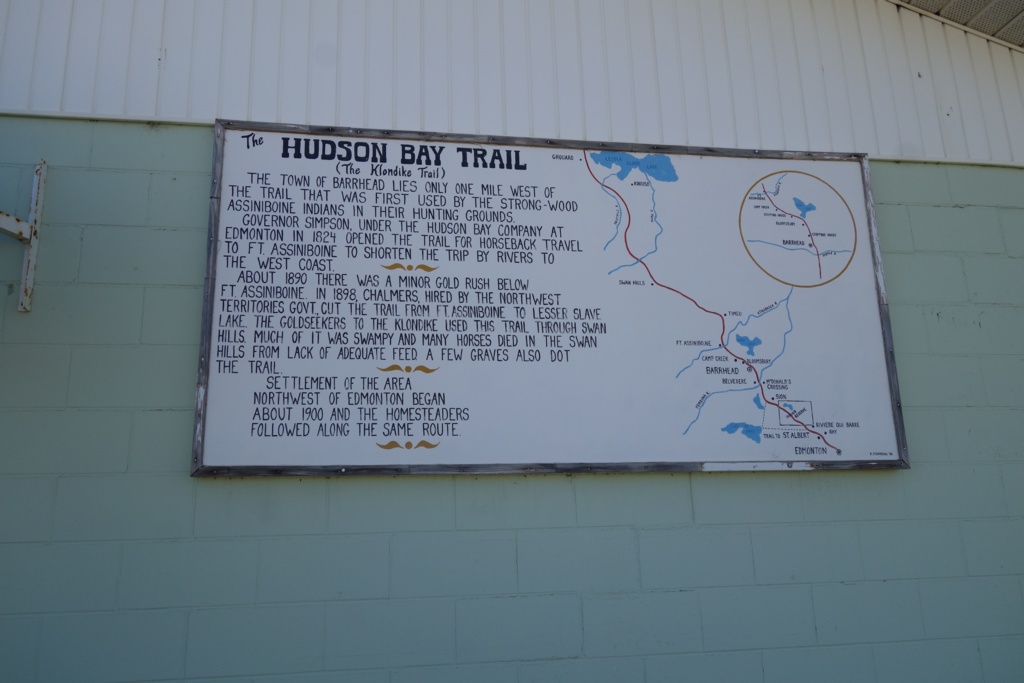 The HUDSON BAY TRAIL
(The Klondike Trail)
THE TOWN OF BARRHEAD LIES ONLY ONE MILE WEST OF
THE TRAIL THAT WAS FIRST USED BY THE STRONG-WOOD
ASSINIBOINE INDIANS IN THEIR HUNTING GROUNDS.
GOVERNOR SIMPSON, UNDER THE HUDSON BAY COMPANY AT
EDMONTON IN 1824 OPENED THE TRAIL FOR HORSEBACK TRAVEL
TO FT. ASSINIBOINE TO SHORTEN THE TRIP BY RIVERS TO
THE WEST COAST.
ABOUT 1890 THERE WAS A MINOR GOLD RUSH BELOW
FT. ASSINIBOINE. IN 1898, CHALMERS, HIRED BY THE NORTHWEST
TERRITORIES GOVT. CUT THE TRAIL FROM FT. ASSINIBOINE TO LESSER SLAVE
LAKE. THE GOLDSEEKERS TO THE KLONDIKE USED THIS TRAIL THROUGH SWAN
HILLS. MUCH OF IT WAS SWAMPY AND MANY HORSES DIED IN THE SWAN
HILLS FROM LACK OF ADEQUATE FEED. A FEW GRAVES ALSO DOT
THE TRAIL.
SETTLEMENT OF THE AREA
NORTHWEST OF EDMONTON BEGAN
ABOUT 1900 AND THE HOMESTEADERS
FOLLOWED ALONG THE SAME ROUTE.
GROUARD
KINUSO
SWAN HILLS
TIMEU
FT. ASSINIBOINE
CAMP CREEK
BLOOMSBURY
BARRHEAD
BELVEDERE
McDONALD'S
CROSSING
SION
RIVIERE QUI BARRE
RAY
TRAIL TO ST. ALBERT
EDMONTON
BARRHEAD